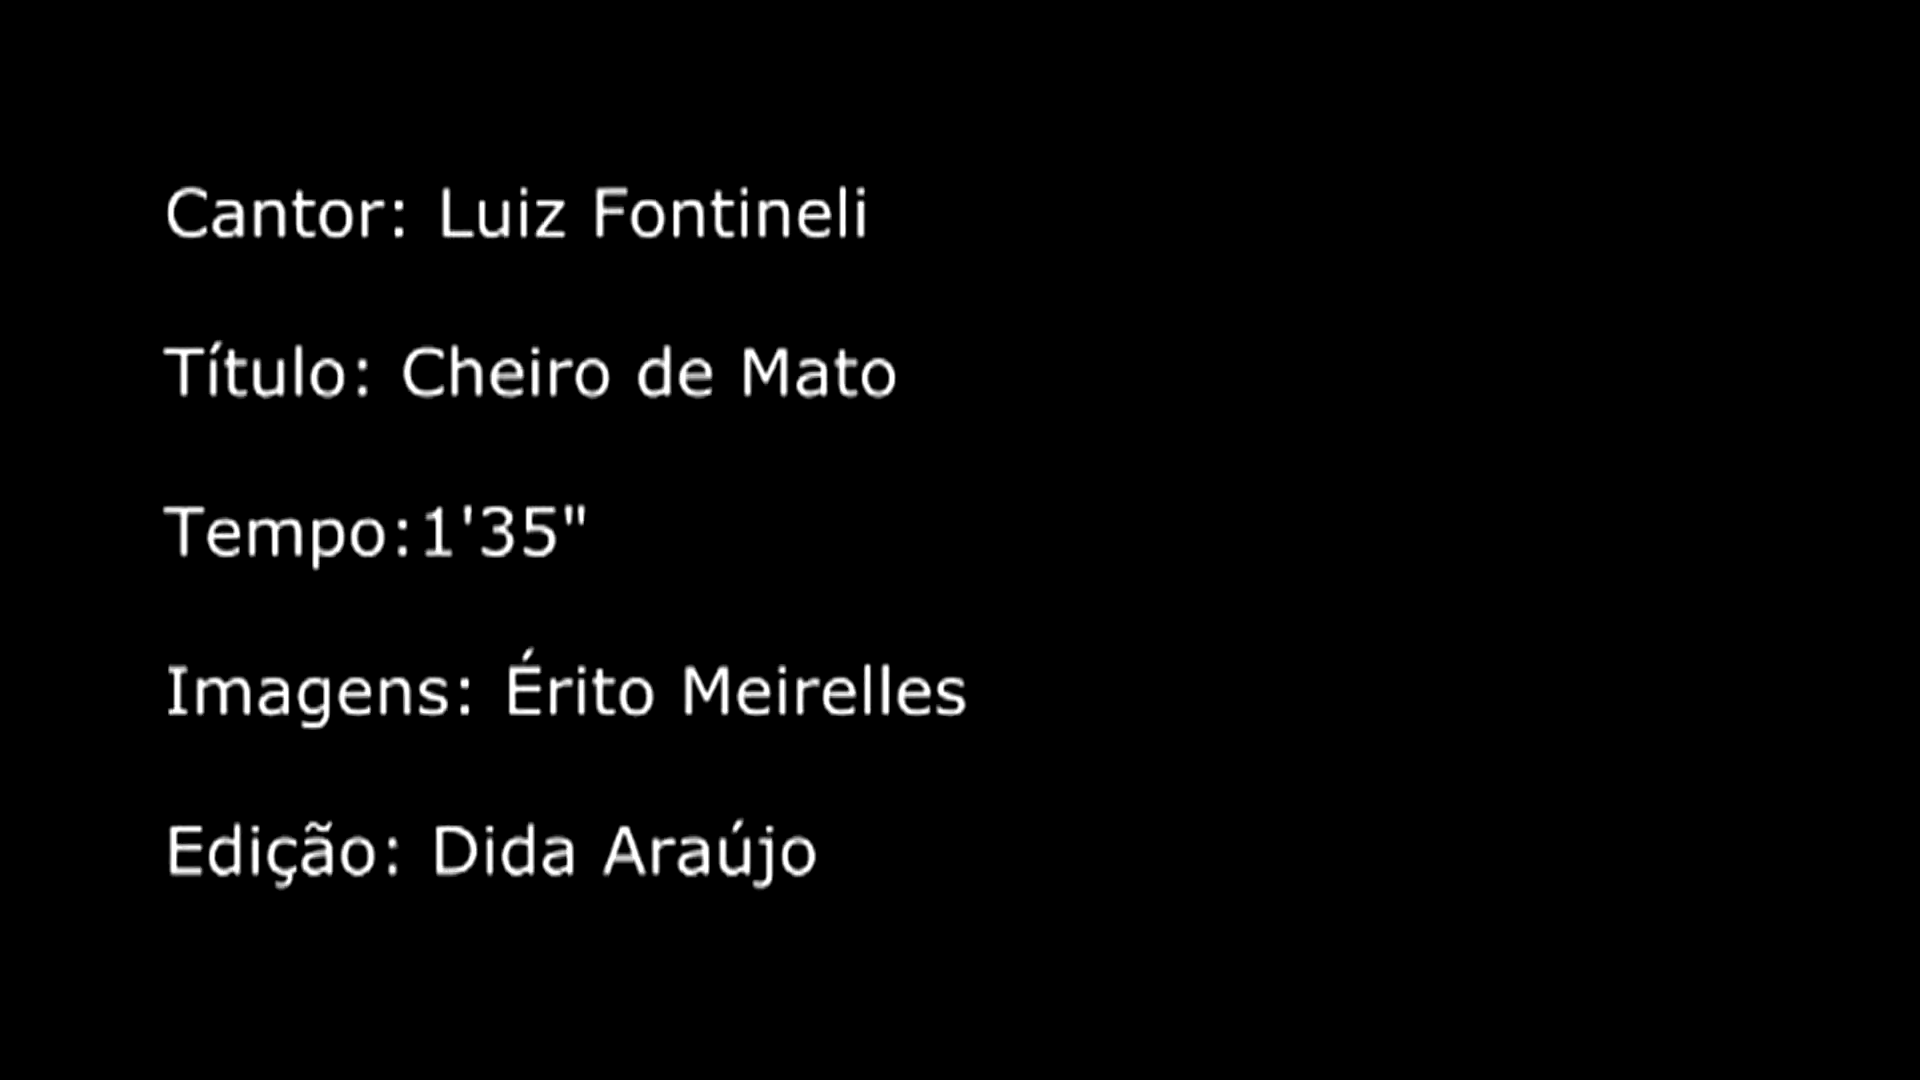 Cantor: Luiz Fontineli
Título: Cheiro de Mato
Tempo:1'35"
Imagens: Érito Meirelles
Edição: Dida Araújo